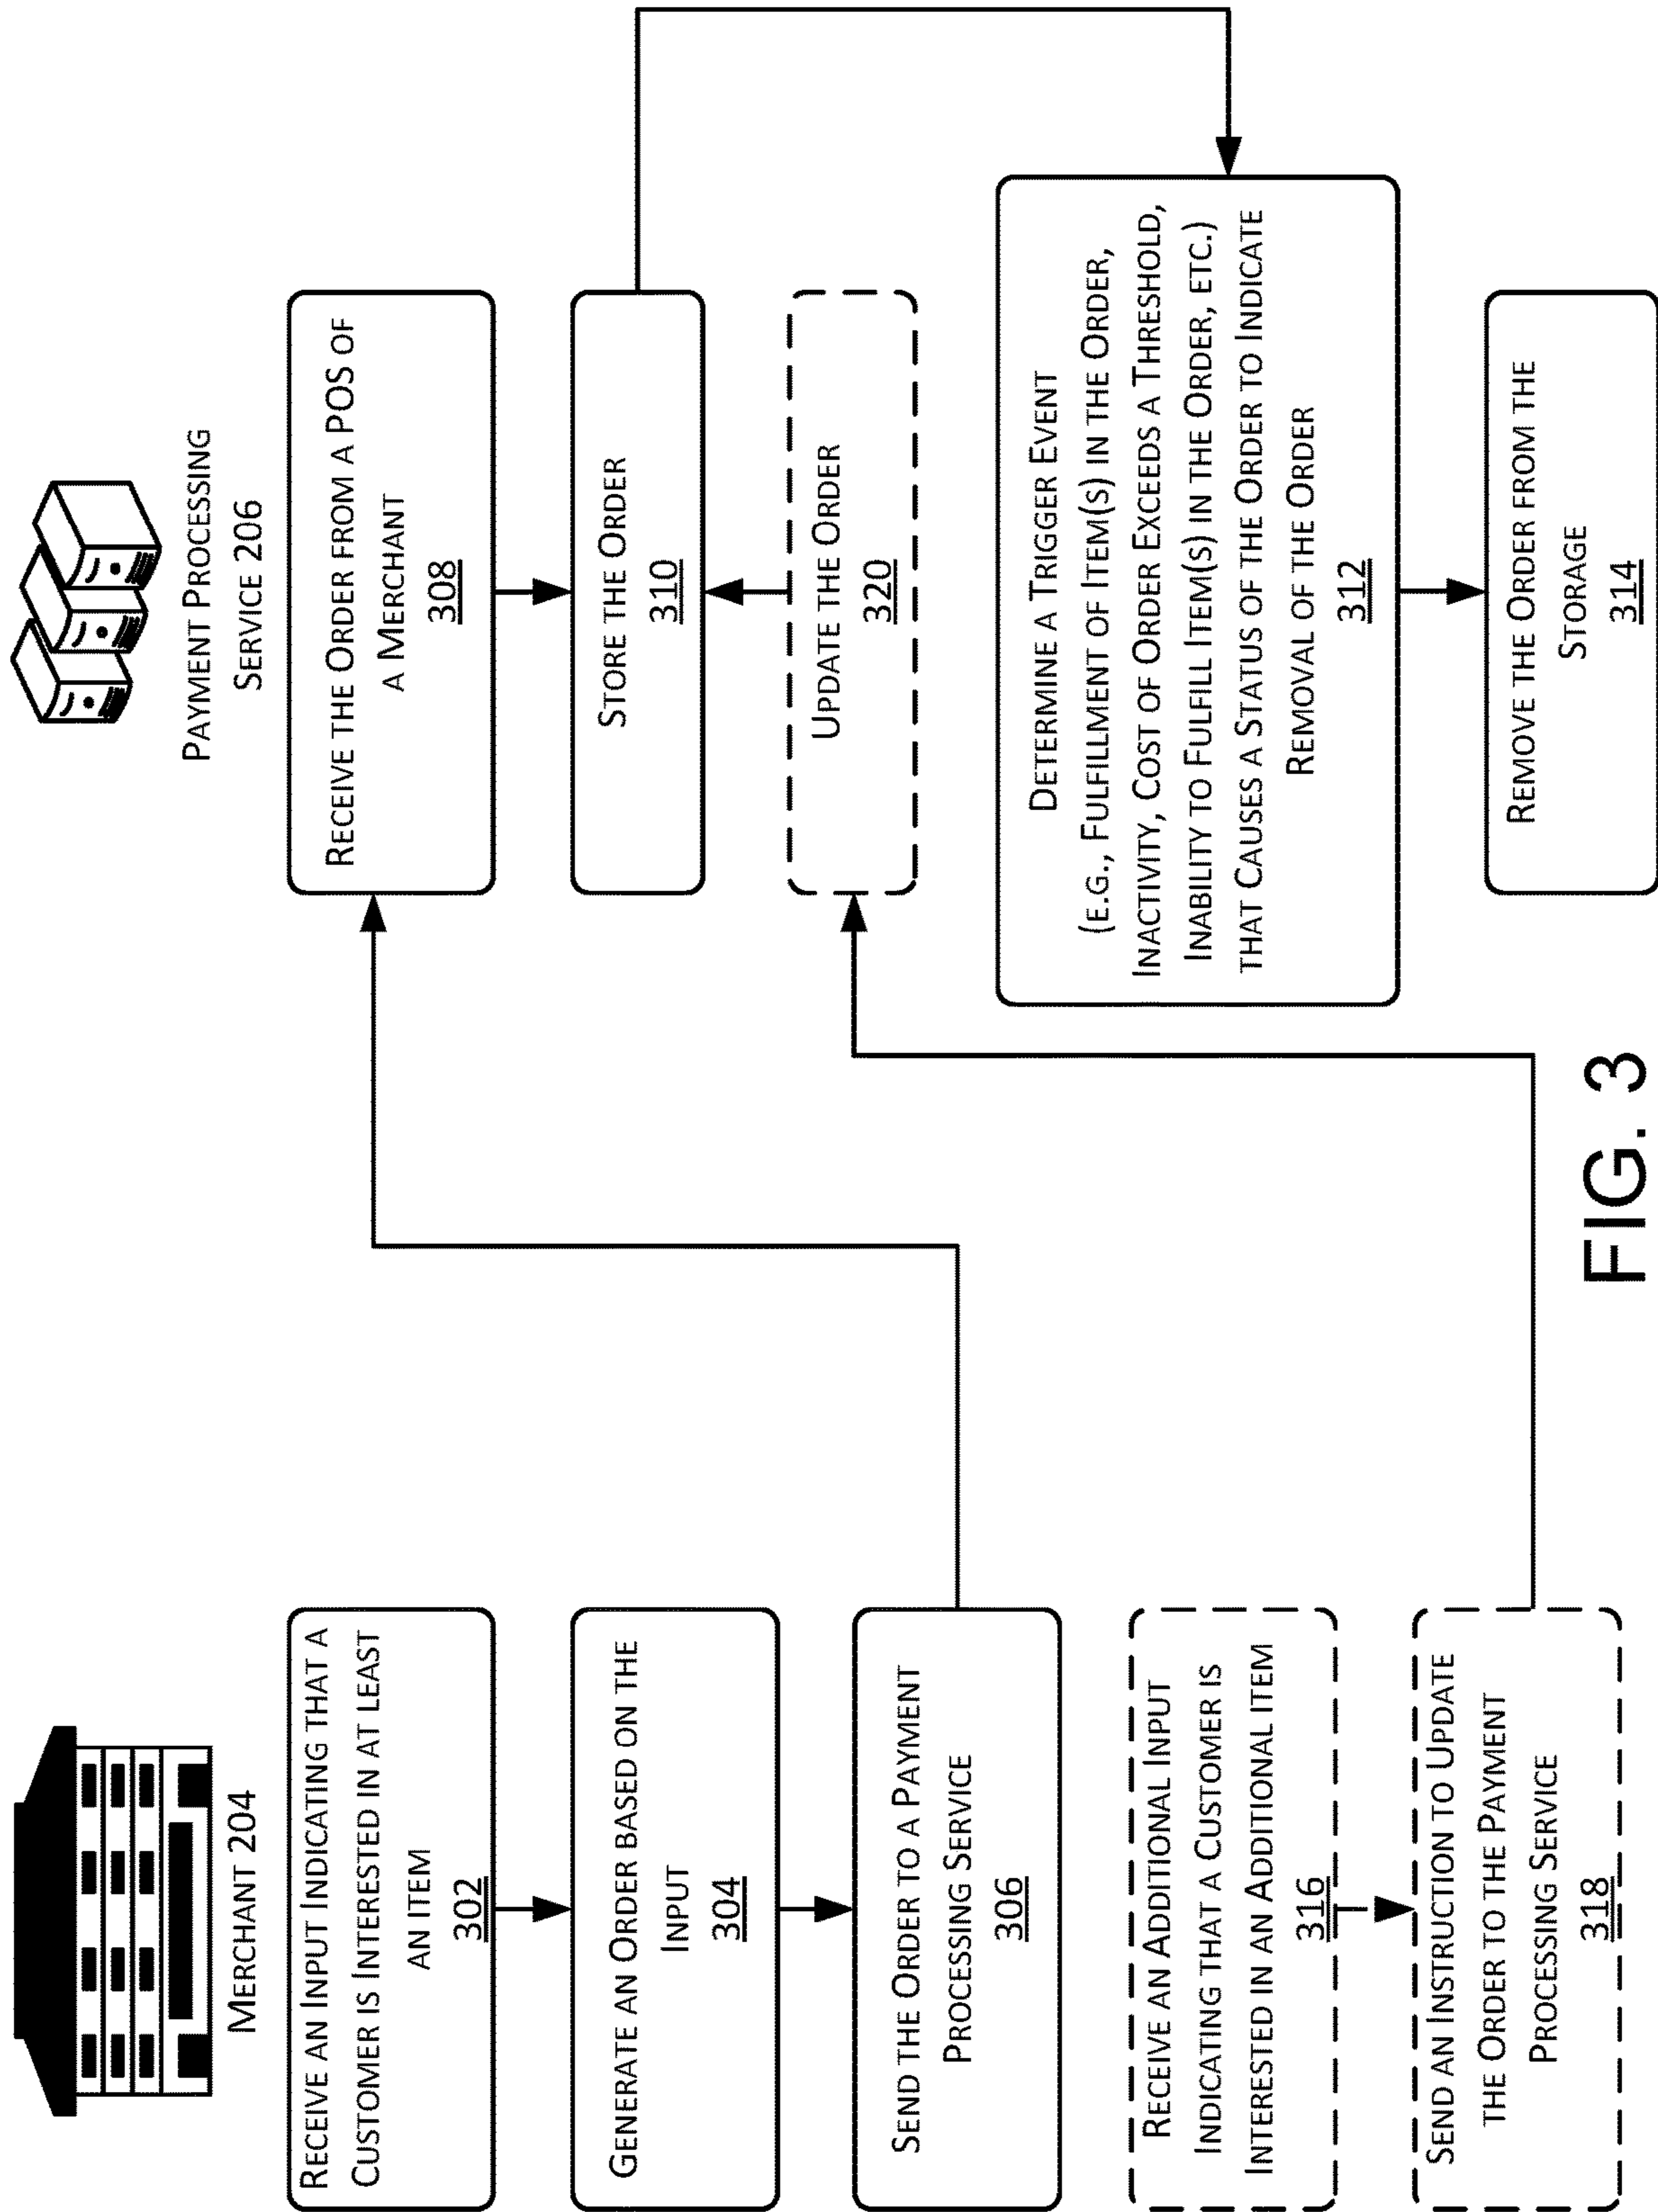 MERCHANT 204
RECEIVE AN INPUT INDICATING THAT A
CUSTOMER IS INTERESTED IN AT LEAST
AN ITEM
302
GENERATE AN ORDER BASED ON THE
INPUT
304
SEND THE ORDER TO A PAYMENT
PROCESSING SERVICE
306
RECEIVE AN ADDITIONAL INPUT
INDICATING THAT A CUSTOMER IS
INTERESTED IN AN ADDITIONAL ITEM
316
SEND AN INSTRUCTION TO UPDATE
THE ORDER TO THE PAYMENT
PROCESSING SERVICE
318
PAYMENT PROCESSING
SERVICE 206
RECEIVE THE ORDER FROM A POS OF
A MERCHANT
308
STORE THE ORDER
310
UPDATE THE ORDER
320
DETERMINE A TRIGGER EVENT
(E.G., FULFILLMENT OF ITEM(S) IN THE ORDER,
INACTIVITY, COST OF ORDER EXCEEDS A THRESHOLD,
INABILITY TO FULFILL ITEM(S) IN THE ORDER, ETC.)
THAT CAUSES A STATUS OF THE ORDER TO INDICATE
REMOVAL OF THE ORDER
312
REMOVE THE ORDER FROM THE
STORAGE
314
FIG. 3